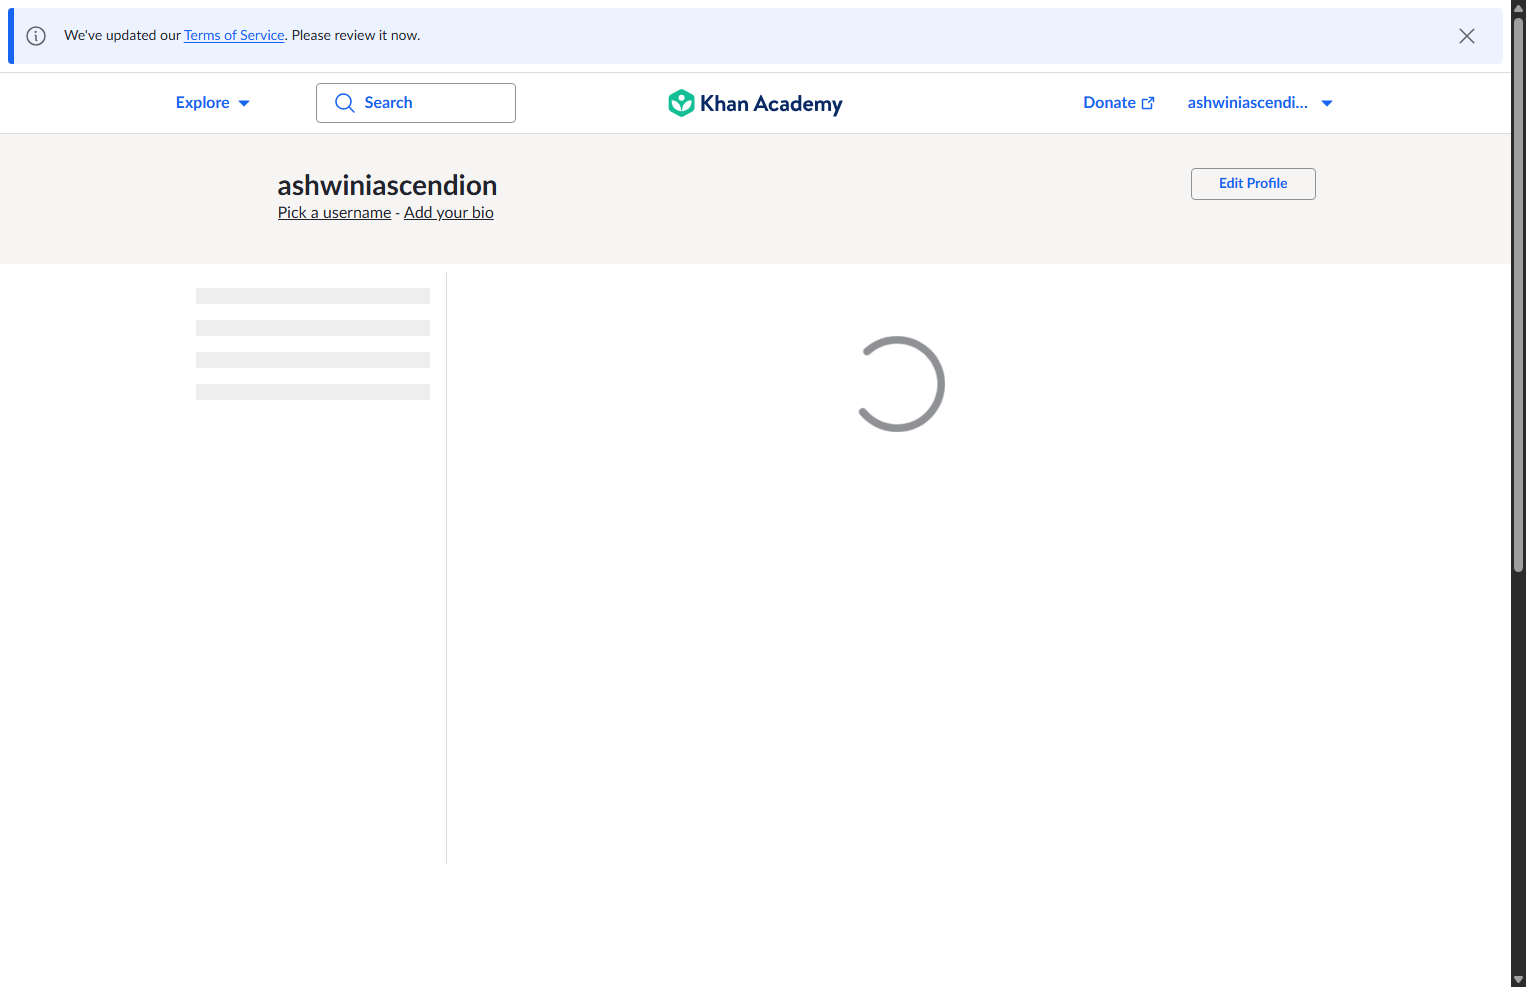 We've updated our Terms of Service. Please review it now.
Explore
Search
Khan Academy
Donate
ashwiniascendi...
ashwiniascendion
Pick a username - Add your bio
Edit Profile